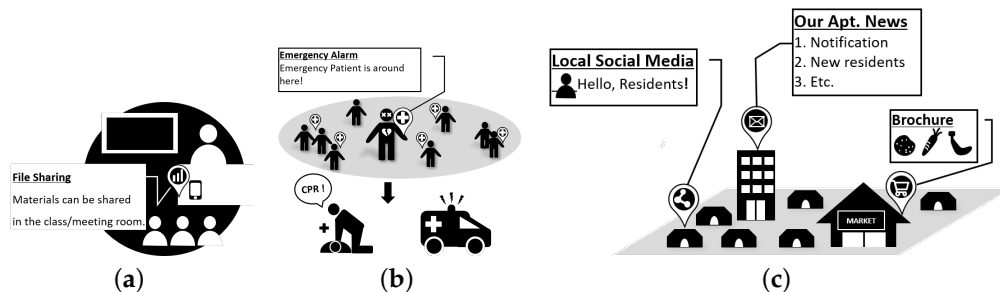 File Sharing
Materials can be shared
in the class/meeting room.
(a)
Emergency Alarm
Emergency Patient is around
here!
CPR !
(b)
Local Social Media
Hello, Residents!
Our Apt. News
1. Notification
2. New residents
3. Etc.
Brochure
MARKET
(c)